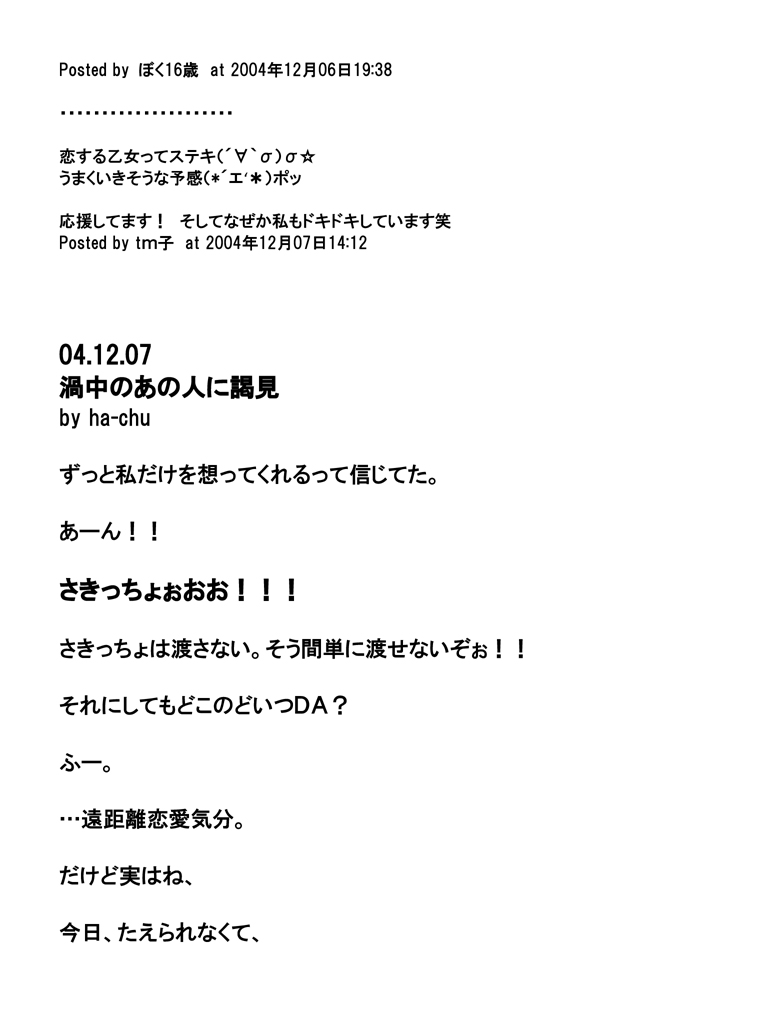 Posted by ぼく16歳 at 2004年12月06日19:38
・・・・・・・・・・・・・・・・・・・・・
恋する乙女ってステキ(´∀`σ)σ☆
うまくいきそうな予感(*´エ‘＊)ポッ
応援してます！ そしてなぜか私もドキドキしています笑
Posted by tm子 at 2004年12月07日14:12
04.12.07
渦中のあの人に謁見
by ha-chu
ずっと私だけを想ってくれるって信じてた。
あーん！！
さきっちょぉおお！！！
さきっちょは渡さない。そう間単に渡せないぞぉ！！
それにしてもどこのどいつDA？
ふー。
…遠距離恋愛気分。
だけど実はね、
今日、たえられなくて、